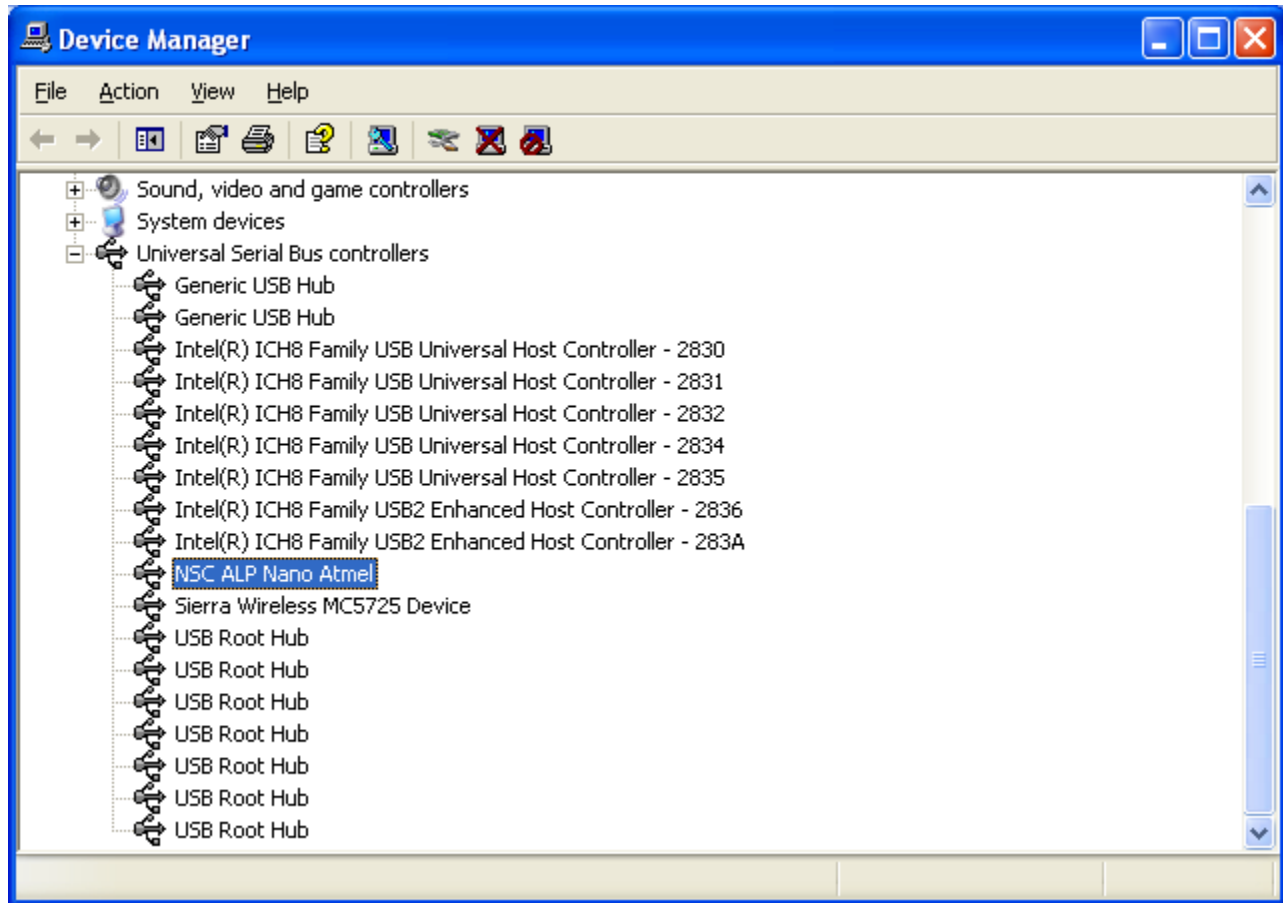 Device Manager
File Action View Help
Sound, video and game controllers
System devices
Universal Serial Bus controllers
Generic USB Hub
Generic USB Hub
Intel(R) ICH8 Family USB Universal Host Controller - 2830
Intel(R) ICH8 Family USB Universal Host Controller - 2831
Intel(R) ICH8 Family USB Universal Host Controller - 2832
Intel(R) ICH8 Family USB Universal Host Controller - 2834
Intel(R) ICH8 Family USB Universal Host Controller - 2835
Intel(R) ICH8 Family USB2 Enhanced Host Controller - 2836
Intel(R) ICH8 Family USB2 Enhanced Host Controller - 283A
NSC ALP Nano Atmel
Sierra Wireless MC5725 Device
USB Root Hub
USB Root Hub
USB Root Hub
USB Root Hub
USB Root Hub
USB Root Hub
USB Root Hub